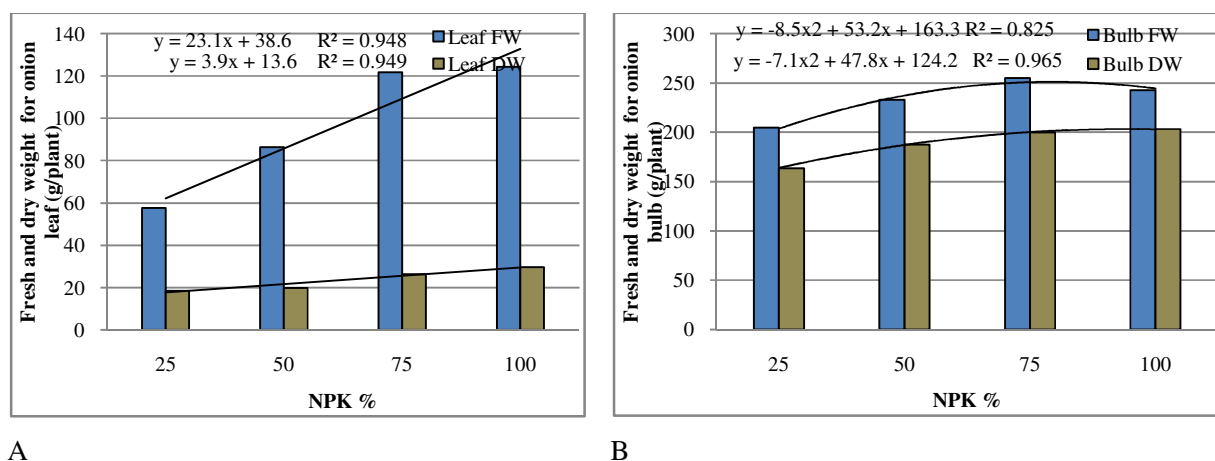 y = 23.1x + 38.6 R² = 0.948
y = 3.9x + 13.6 R² = 0.949
Leaf FW
Leaf DW
Fresh and dry weight for onion
leaf (g/plant)
140
120
100
80
60
40
20
0
25 50 75 100
NPK %
A
y = -8.5x2 + 53.2x + 163.3 R² = 0.825
y = -7.1x2 + 47.8x + 124.2 R² = 0.965
Bulb FW
Bulb DW
Fresh and dry weight for onion
bulb (g/plant)
300
250
200
150
100
50
0
25 50 75 100
NPK %
B